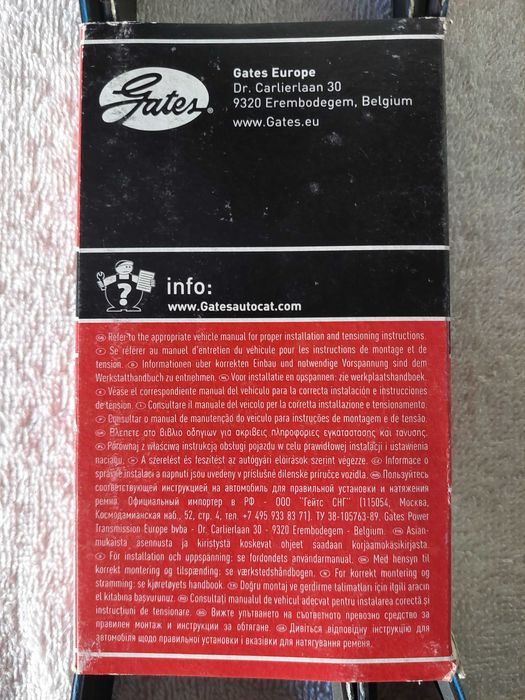 Gates®
Gates Europe
Dr. Carlierlaan 30
9320 Erembodegem, Belgium
www.Gates.eu
?
info:
www.Gatesautocat.com
Refer to the appropriate vehicle manual for proper installation and tensioning instructions.
Se référer au manuel d'entretien du véhicule pour les instructions de montage et de
tension. Informationen über korrekten Einbau und notwendige Vorspannung sind dem
Werkstatthandbuch zu entnehmen. Voor installatie en opspannen: zie werkplaatshandboek.
Véase el correspondiente manual del vehículo para la correcta instalación e instrucciones
de tensión. Consultare il manuale del veicolo per la corretta installazione e tensionamento.
Consultar o manual de manutenção do veículo para instruções de montagem e de tensão.
Βλέπετε στο βιβλίο οδηγιών για ακριβείς πληροφορίες εγκατάστασης και τάνυσης.
Porównaj z właściwą instrukcją obsługi pojazdu w celu prawidłowej instalacji i ustawienia
naciągu. A szerelést és feszítést az autógyári előírások szerint végezze. Informace o
správné instalaci a napnutí jsou uvedeny v príslušné dílenské príručce vozidla. Пользуйтесь
соответствующей инструкцией на автомобиль для правильной установки и натяжения
ремня. Официальный импортер в РФ - ООО "Гейтс СНГ" (115054, Москва,
Космодамианская наб., 52, стр. 4, тел. +7 495 933 83 71). ТУ 38-105763-89. Gates Power
Transmission Europe bvba - Dr. Carlierlaan 30 - 9320 Erembodegem - Belgium. Asian-
mukaista asennusta ja kiristystä koskevat ohjeet saadaan korjaamokäsikirjasta.
För installation och uppspänning; se fordondets användarmanual. Med hensyn til
korrekt montering og tilspænding; se værkstedshåndbogen. For korrekt montering og
stramming; se kjøretøyets handbook. TR Doğru montaj ve gerdirme talimatları için ilgili aracın
el kitabına başvurunuz. Consultaţi manualul de vehicul adecvat pentru instalarea corectă şi
instrucţiuni de tensionare. Вижте упътването на съответното превозно средство за
правилен монтаж и инструкции за обтягане. Дивіться відповідну інструкцію для
автомобіля щодо правильної установки і вказівки для натягування ременя.